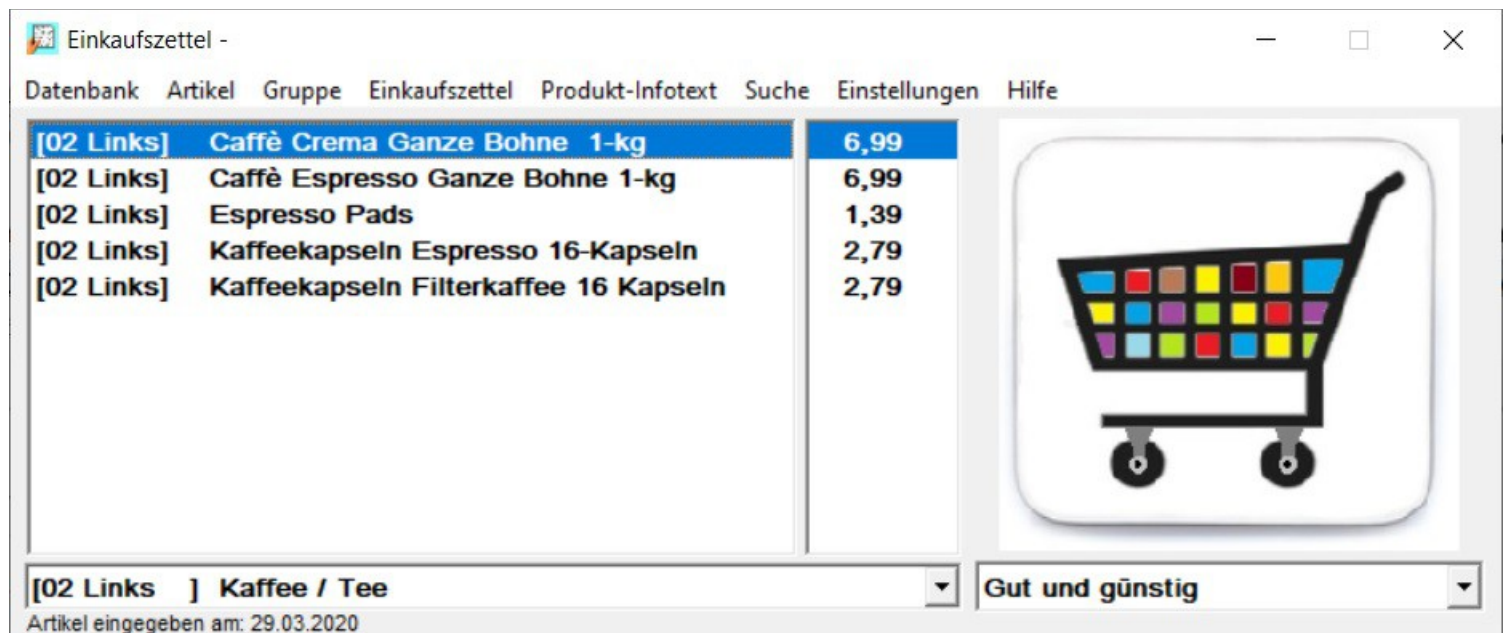 Einkaufszettel -
Datenbank Artikel Gruppe Einkaufszettel Produkt-Infotext Suche Einstellungen Hilfe
[02 Links] Caffè Crema Ganze Bohne 1-kg 6,99
[02 Links] Caffè Espresso Ganze Bohne 1-kg 6,99
[02 Links] Espresso Pads 1,39
[02 Links] Kaffeekapseln Espresso 16-Kapseln 2,79
[02 Links] Kaffeekapseln Filterkaffee 16 Kapseln 2,79
[02 Links ] Kaffee / Tee Gut und günstig
Artikel eingegeben am: 29.03.2020